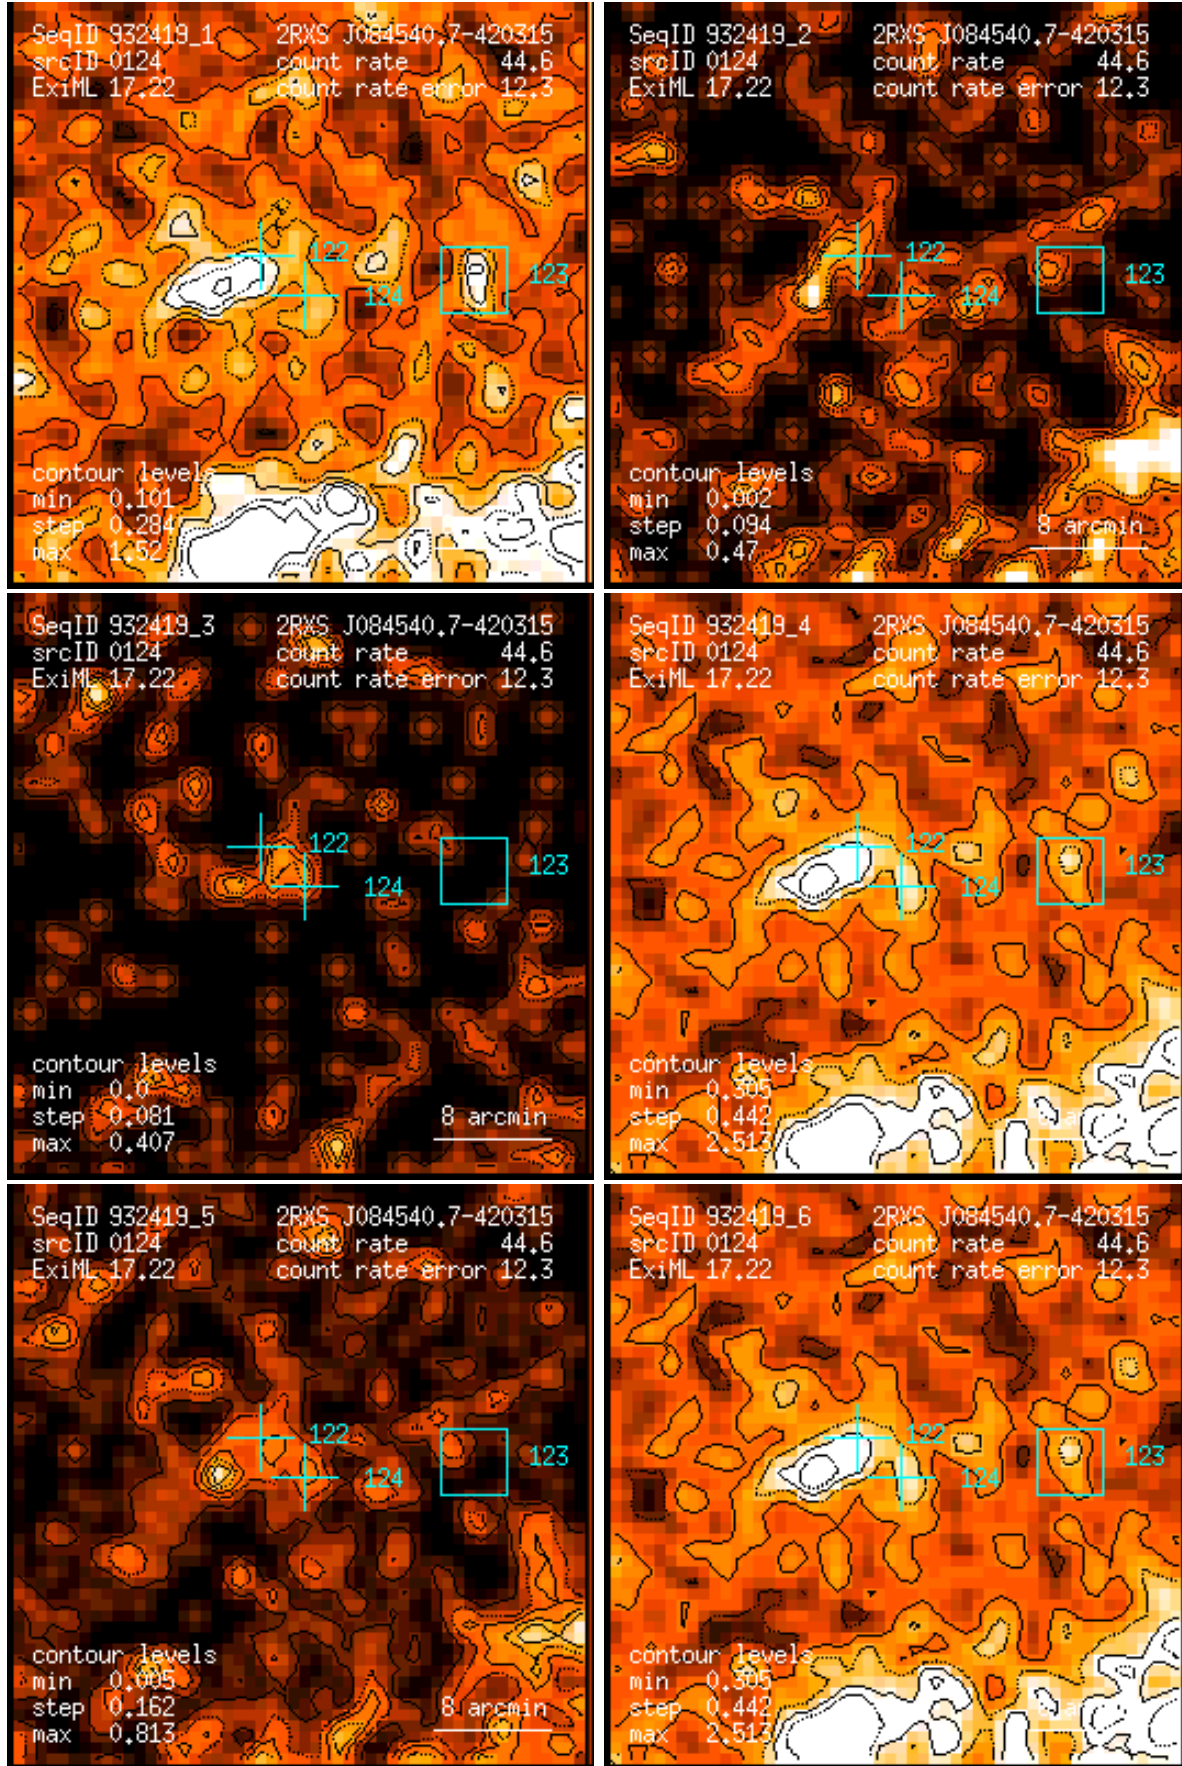 SeqID 932419_1 2RXS J084540.7-420315
srcID 0124 count rate 44.6
ExiML 17.22 count rate error 12.3
122
123
124
contour levels
min 0.101
step 0.284
max 1.52
SeqID 932419_2 2RXS J084540.7-420315
srcID 0124 count rate 44.6
ExiML 17.22 count rate error 12.3
122
123
124
contour levels
min 0.002
step 0.094 8 arcmin
max 0.47
SeqID 932419_3 2RXS J084540.7-420315
srcID 0124 count rate 44.6
ExiML 17.22 count rate error 12.3
122
123
124
contour levels
min 0.0
step 0.081 8 arcmin
max 0.407
SeqID 932419_4 2RXS J084540.7-420315
srcID 0124 count rate 44.6
ExiML 17.22 count rate error 12.3
122
123
124
contour levels
min 0.305
step 0.442
max 2.513
SeqID 932419_5 2RXS J084540.7-420315
srcID 0124 count rate 44.6
ExiML 17.22 count rate error 12.3
122
123
124
contour levels
min 0.005
step 0.162 8 arcmin
max 0.813
SeqID 932419_6 2RXS J084540.7-420315
srcID 0124 count rate 44.6
ExiML 17.22 count rate error 12.3
122
123
124
contour levels
min 0.305
step 0.442
max 2.513